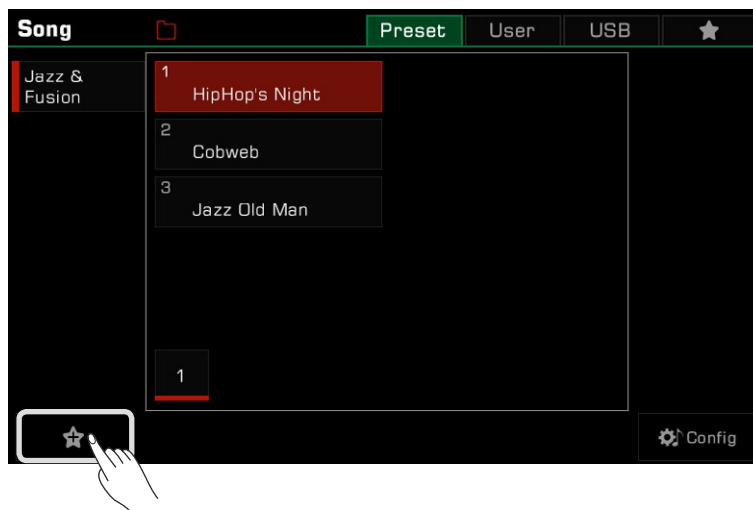 Song
Preset
User
USB
Jazz &
Fusion
1
HipHop's Night
2
Cobweb
3
Jazz Old Man
1
Config